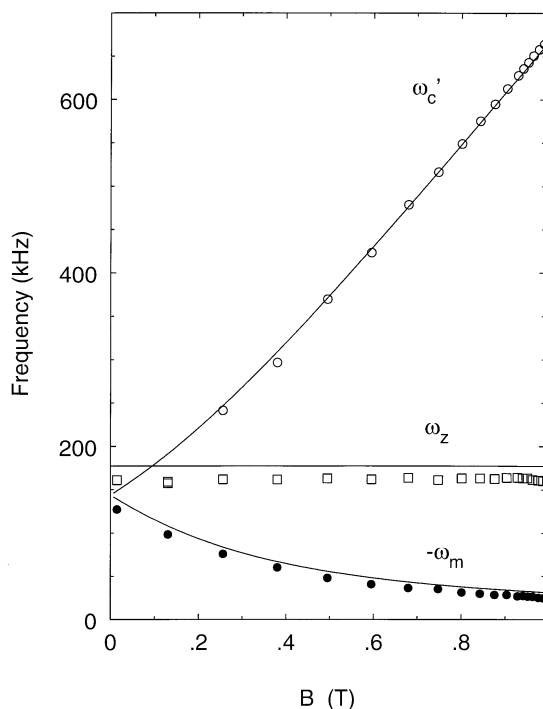 600
400
200
0
Frequency (kHz)
ω_c'
ω_z
-ω_m
0 .2 .4 .6 .8
B (T)